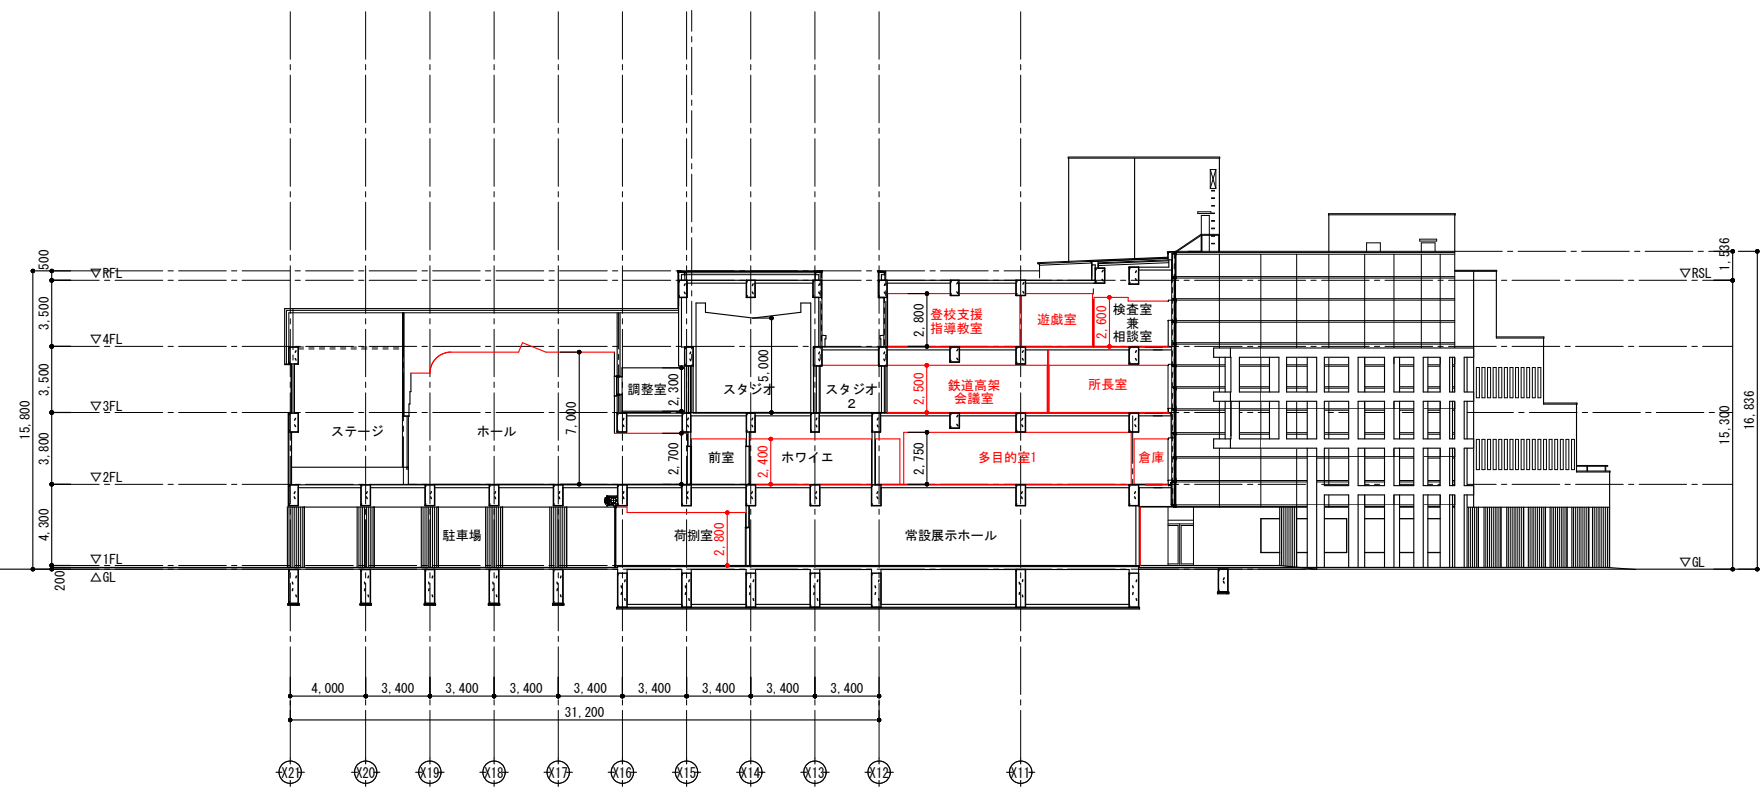 500
▽RFL
3,500
▽4FL
3,500
15,800
▽3FL
3,800
▽2FL
4,300
▽1FL
△GL
200
ステージ
ホール
7,000
調整室
2,300
2,700
スタジオ
5,000
スタジオ
2
前室
2,400
ホワイエ
駐車場
荷捌室
2,800
常設展示ホール
2,800
登校支援
指導教室
遊戯室
2,600
検査室
兼
相談室
2,500
鉄道高架
会議室
所長室
2,750
多目的室1
倉庫
1,536
▽RSL
15,300
16,836
▽GL
4,000
3,400
3,400
3,400
3,400
3,400
3,400
3,400
3,400
31,200
X21
X20
X19
X18
X17
X16
X15
X14
X13
X12
X11